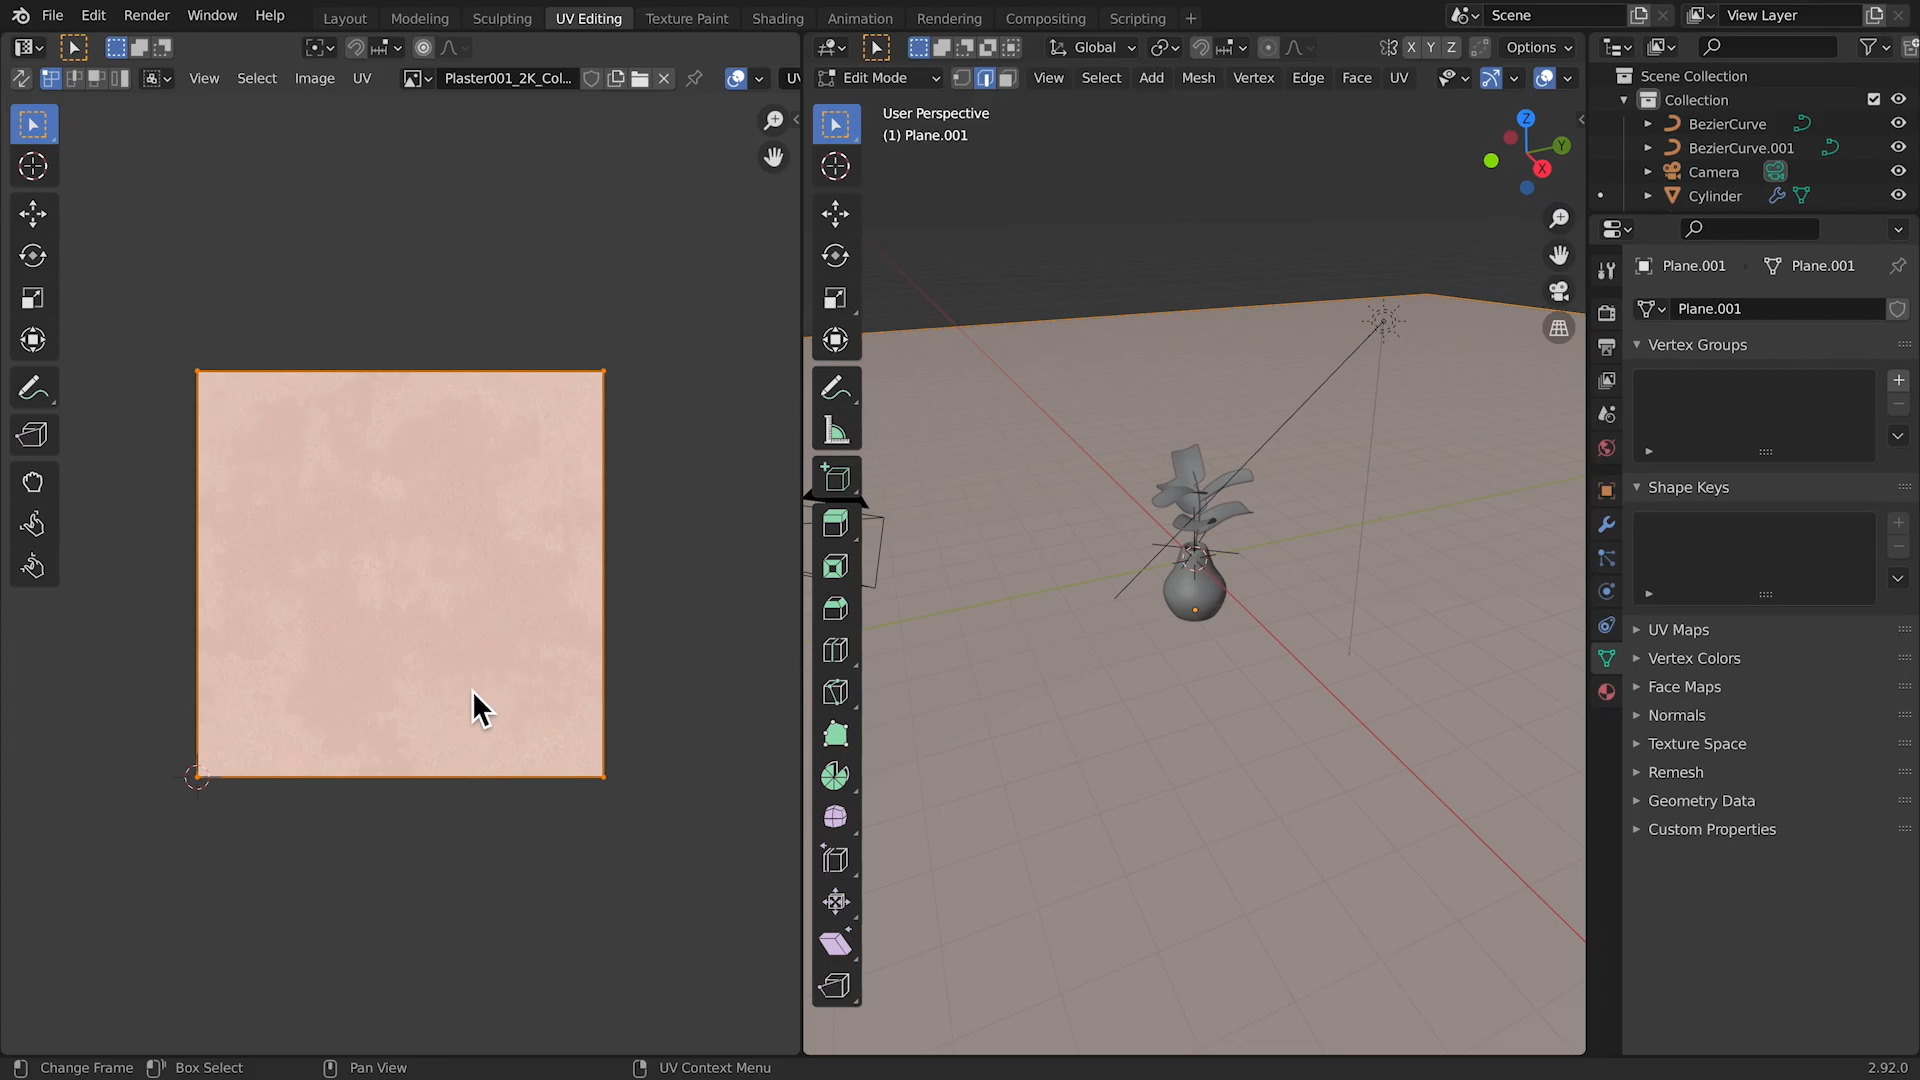 File Edit Render Window Help Layout Modeling Sculpting UV Editing Texture Paint Shading Animation Rendering Compositing Scripting Scene View Layer
Global X Y Z Options
View Select Image UV Plaster001_2K_Col... UV Edit Mode View Select Add Mesh Vertex Edge Face UV
Scene Collection
Collection
BezierCurve
BezierCurve.001
Camera
Cylinder
User Perspective
(1) Plane.001
Z
Y
X
Plane.001 Plane.001
Plane.001
Vertex Groups
Shape Keys
UV Maps
Vertex Colors
Face Maps
Normals
Texture Space
Remesh
Geometry Data
Custom Properties
Change Frame Box Select Pan View UV Context Menu 2.92.0